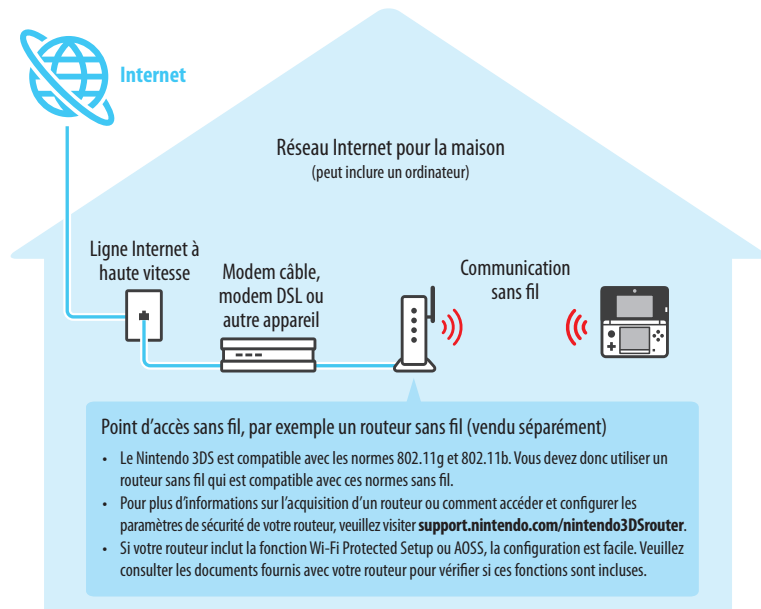 Internet
Réseau Internet pour la maison
(peut inclure un ordinateur)
Ligne Internet à
haute vitesse
Modem câble,
modem DSL ou
autre appareil
Communication
sans fil
Point d’accès sans fil, par exemple un routeur sans fil (vendu séparément)
• Le Nintendo 3DS est compatible avec les normes 802.11g et 802.11b. Vous devez donc utiliser un
routeur sans fil qui est compatible avec ces normes sans fil.
• Pour plus d’informations sur l’acquisition d’un routeur ou comment accéder et configurer les
paramètres de sécurité de votre routeur, veuillez visiter support.nintendo.com/nintendo3DSrouter.
• Si votre routeur inclut la fonction Wi-Fi Protected Setup ou AOSS, la configuration est facile. Veuillez
consulter les documents fournis avec votre routeur pour vérifier si ces fonctions sont incluses.